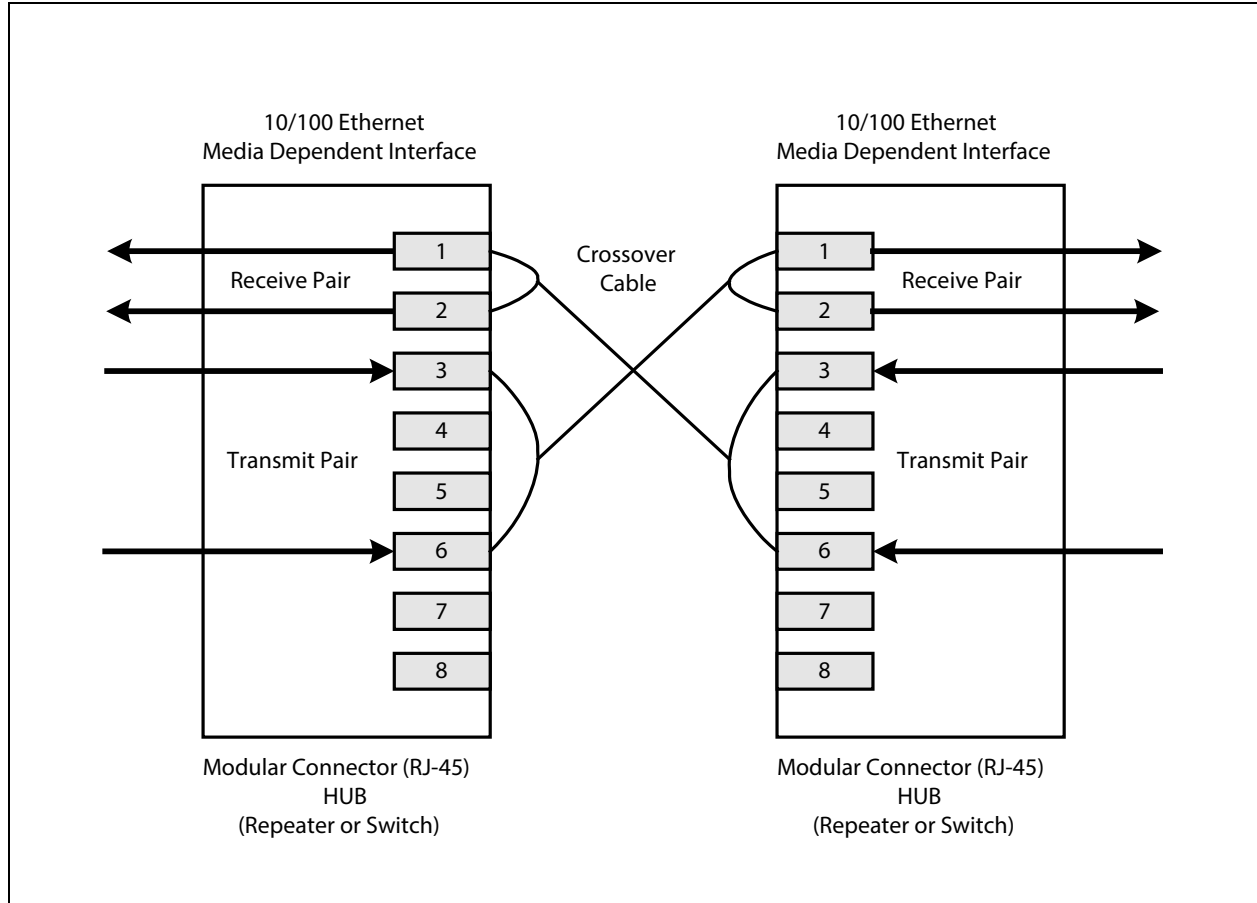 10/100 Ethernet
Media Dependent Interface
10/100 Ethernet
Media Dependent Interface
1
Receive Pair
2
3
4
Transmit Pair
5
6
7
8
Crossover
Cable
1
Receive Pair
2
3
4
Transmit Pair
5
6
7
8
Modular Connector (RJ-45)
HUB
(Repeater or Switch)
Modular Connector (RJ-45)
HUB
(Repeater or Switch)